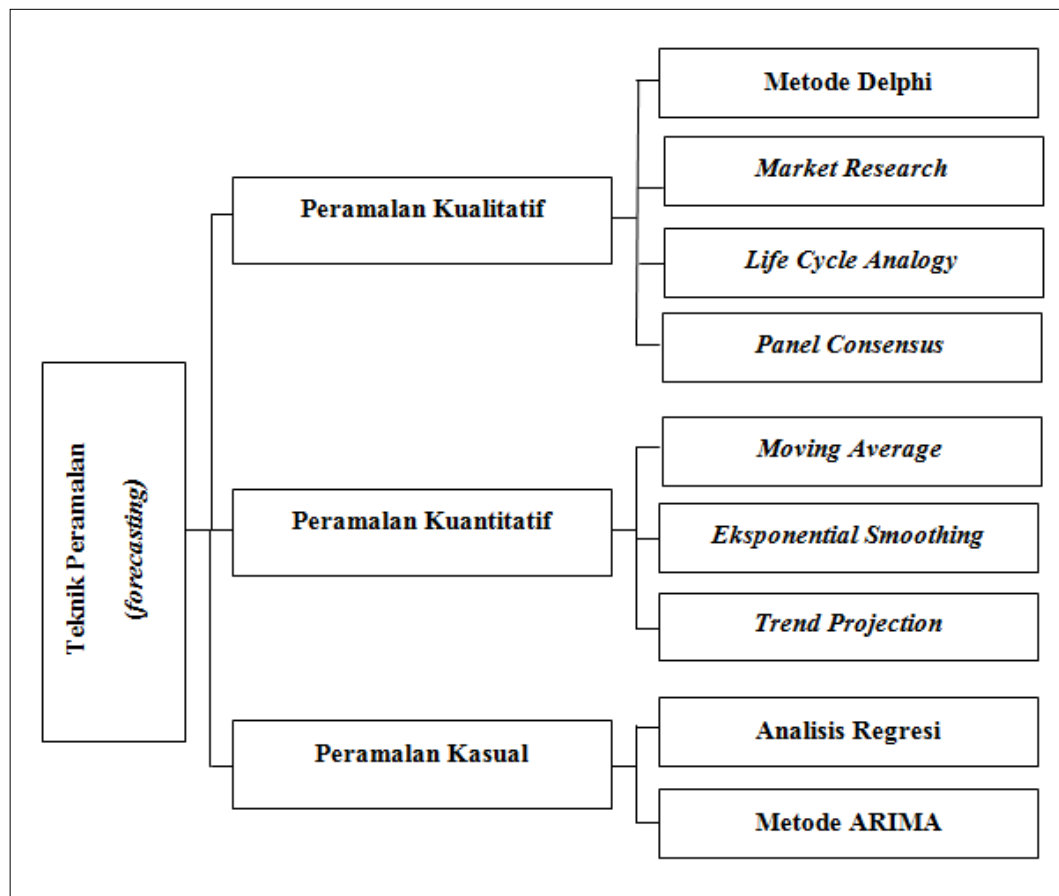 Teknik Peramalan
(forecasting)
Peramalan Kualitatif
Metode Delphi
Market Research
Life Cycle Analogy
Panel Consensus
Peramalan Kuantitatif
Moving Average
Eksponential Smoothing
Trend Projection
Peramalan Kasual
Analisis Regresi
Metode ARIMA